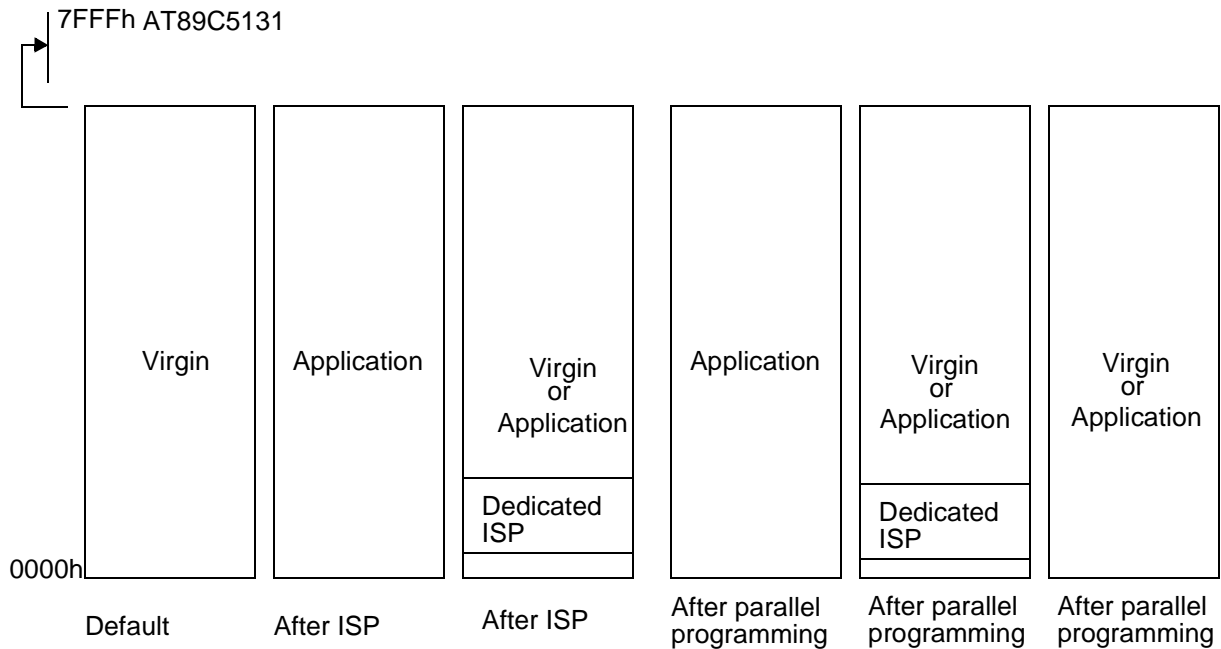 7FFFh AT89C5131
Virgin
Application
Virgin
or
Application
Application
Virgin
or
Application
Virgin
or
Application
Dedicated
ISP
Dedicated
ISP
0000h
Default
After ISP
After ISP
After parallel
programming
After parallel
programming
After parallel
programming